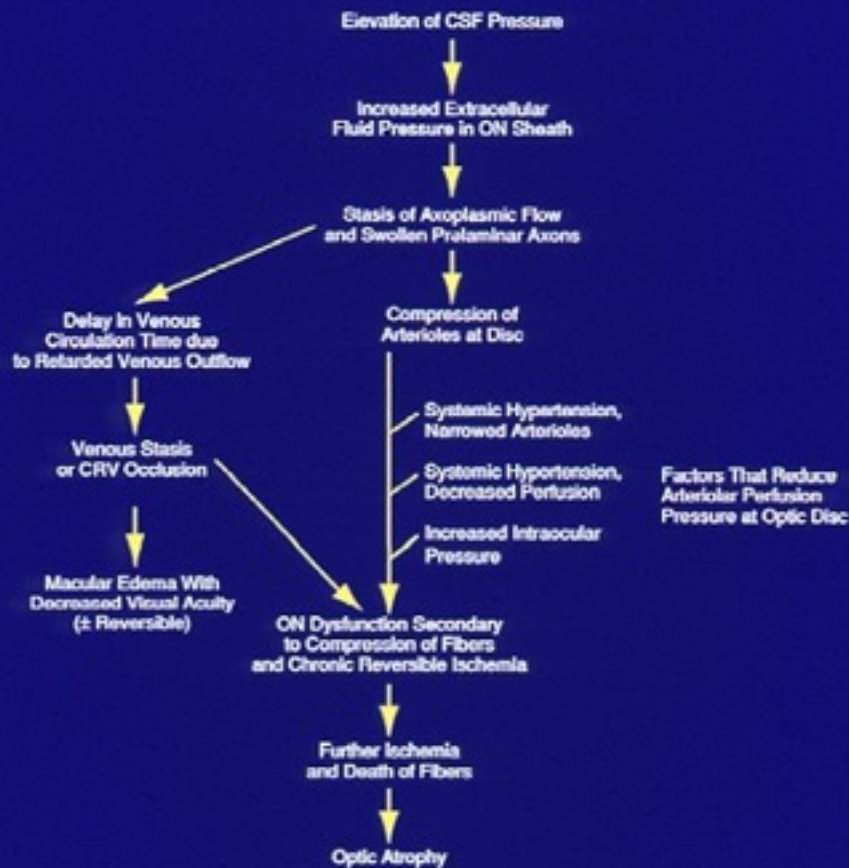 Elevation of CSF Pressure
Increased Extracellular
Fluid Pressure in ON Sheath
Stasis of Axoplasmic Flow
and Swollen Prelaminar Axons
Delay In Venous
Circulation Time due
to Retarded Venous Outflow
Compression of
Arterioles at Disc
Systemic Hypertension,
Narrowed Arterioles
Venous Stasis
or CRV Occlusion
Systemic Hypertension,
Decreased Perfusion
Factors That Reduce
Arteriolar Perfusion
Pressure at Optic Disc
Increased Intraocular
Pressure
Macular Edema With
Decreased Visual Acuity
(± Reversible)
ON Dysfunction Secondary
to Compression of Fibers
and Chronic Reversible Ischemia
Further Ischemia
and Death of Fibers
Optic Atrophy